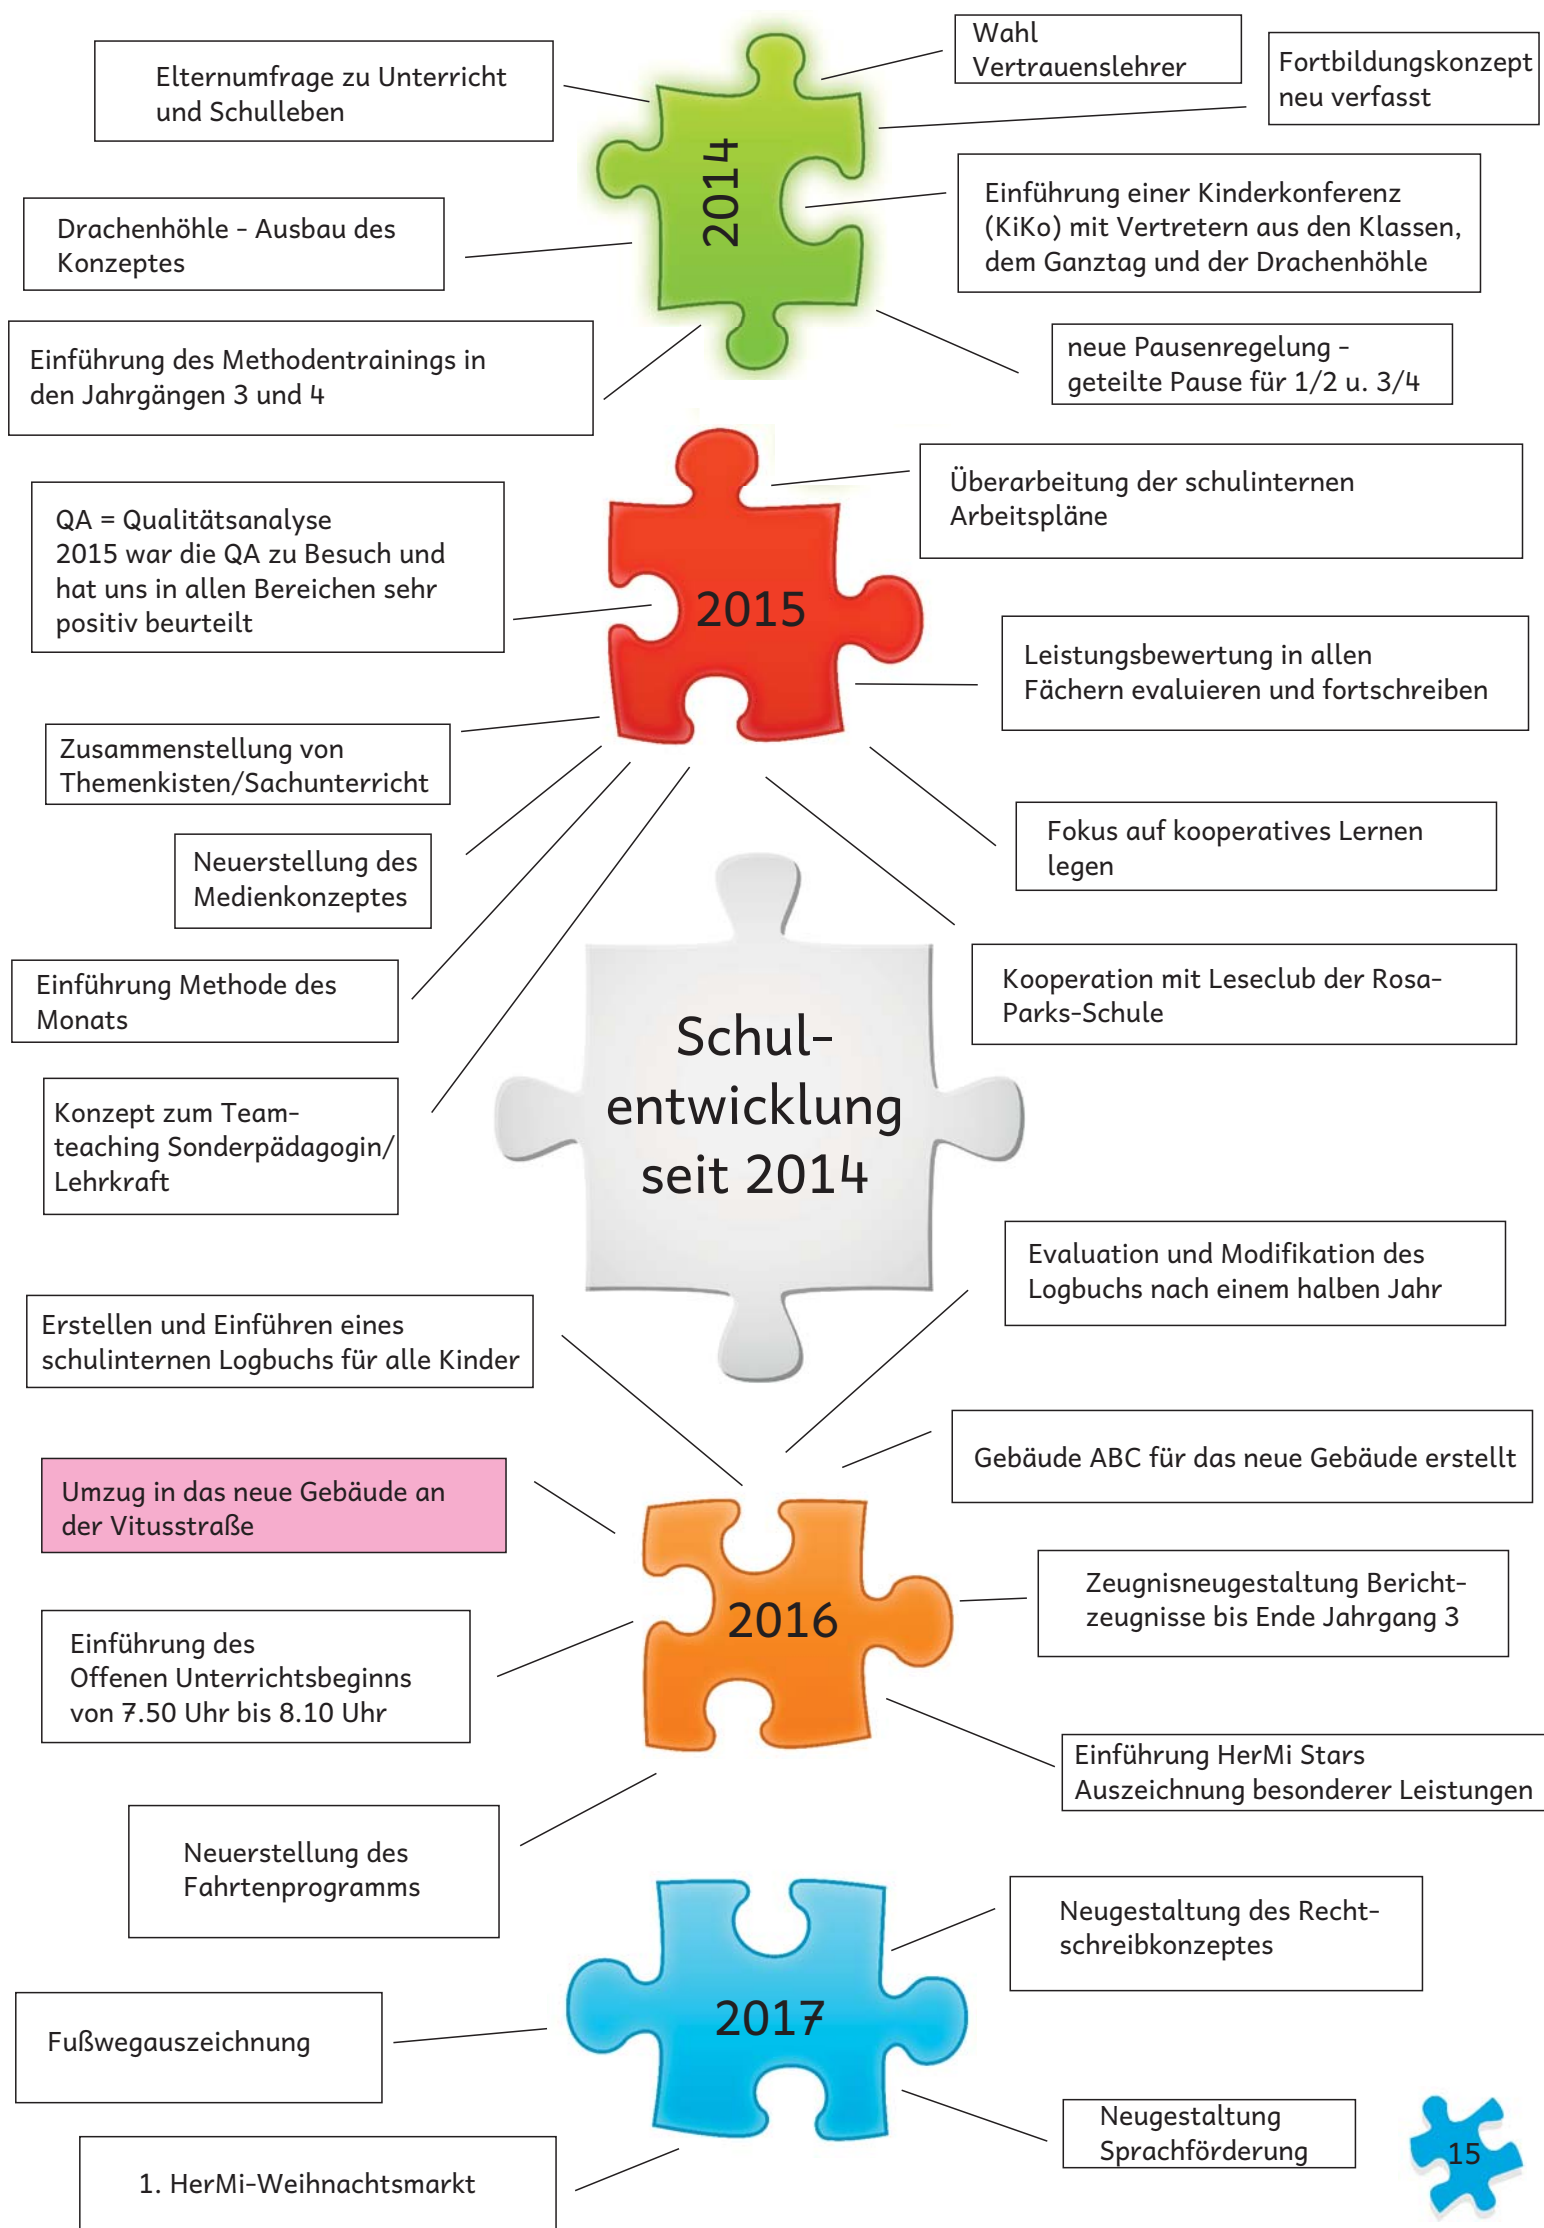 Elternumfrage zu Unterricht
und Schulleben
Wahl
Vertrauenslehrer
Fortbildungskonzept
neu verfasst
2014
Einführung einer Kinderkonferenz
(KiKo) mit Vertretern aus den Klassen,
dem Ganztag und der Drachenhöhle
Drachenhöhle - Ausbau des
Konzeptes
Einführung des Methodentrainings in
den Jahrgängen 3 und 4
neue Pausenregelung -
geteilte Pause für 1/2 u. 3/4
Überarbeitung der schulinternen
Arbeitspläne
QA = Qualitätsanalyse
2015 war die QA zu Besuch und
hat uns in allen Bereichen sehr
positiv beurteilt
2015
Leistungsbewertung in allen
Fächern evaluieren und fortschreiben
Zusammenstellung von
Themenkisten/Sachunterricht
Neuerstellung des
Medienkonzeptes
Fokus auf kooperatives Lernen
legen
Einführung Methode des
Monats
Kooperation mit Leseclub der Rosa-
Parks-Schule
Konzept zum Team-
teaching Sonderpädagogin/
Lehrkraft
Schul-
entwicklung
seit 2014
Evaluation und Modifikation des
Logbuchs nach einem halben Jahr
Erstellen und Einführen eines
schulinternen Logbuchs für alle Kinder
Gebäude ABC für das neue Gebäude erstellt
Umzug in das neue Gebäude an
der Vitusstraße
2016
Zeugnisneugestaltung Bericht-
zeugnisse bis Ende Jahrgang 3
Einführung des
Offenen Unterrichtsbeginns
von 7.50 Uhr bis 8.10 Uhr
Einführung HerMi Stars
Auszeichnung besonderer Leistungen
Neuerstellung des
Fahrtenprogramms
Neugestaltung des Recht-
schreibkonzeptes
2017
Fußwegauszeichnung
Neugestaltung
Sprachförderung
1. HerMi-Weihnachtsmarkt
15